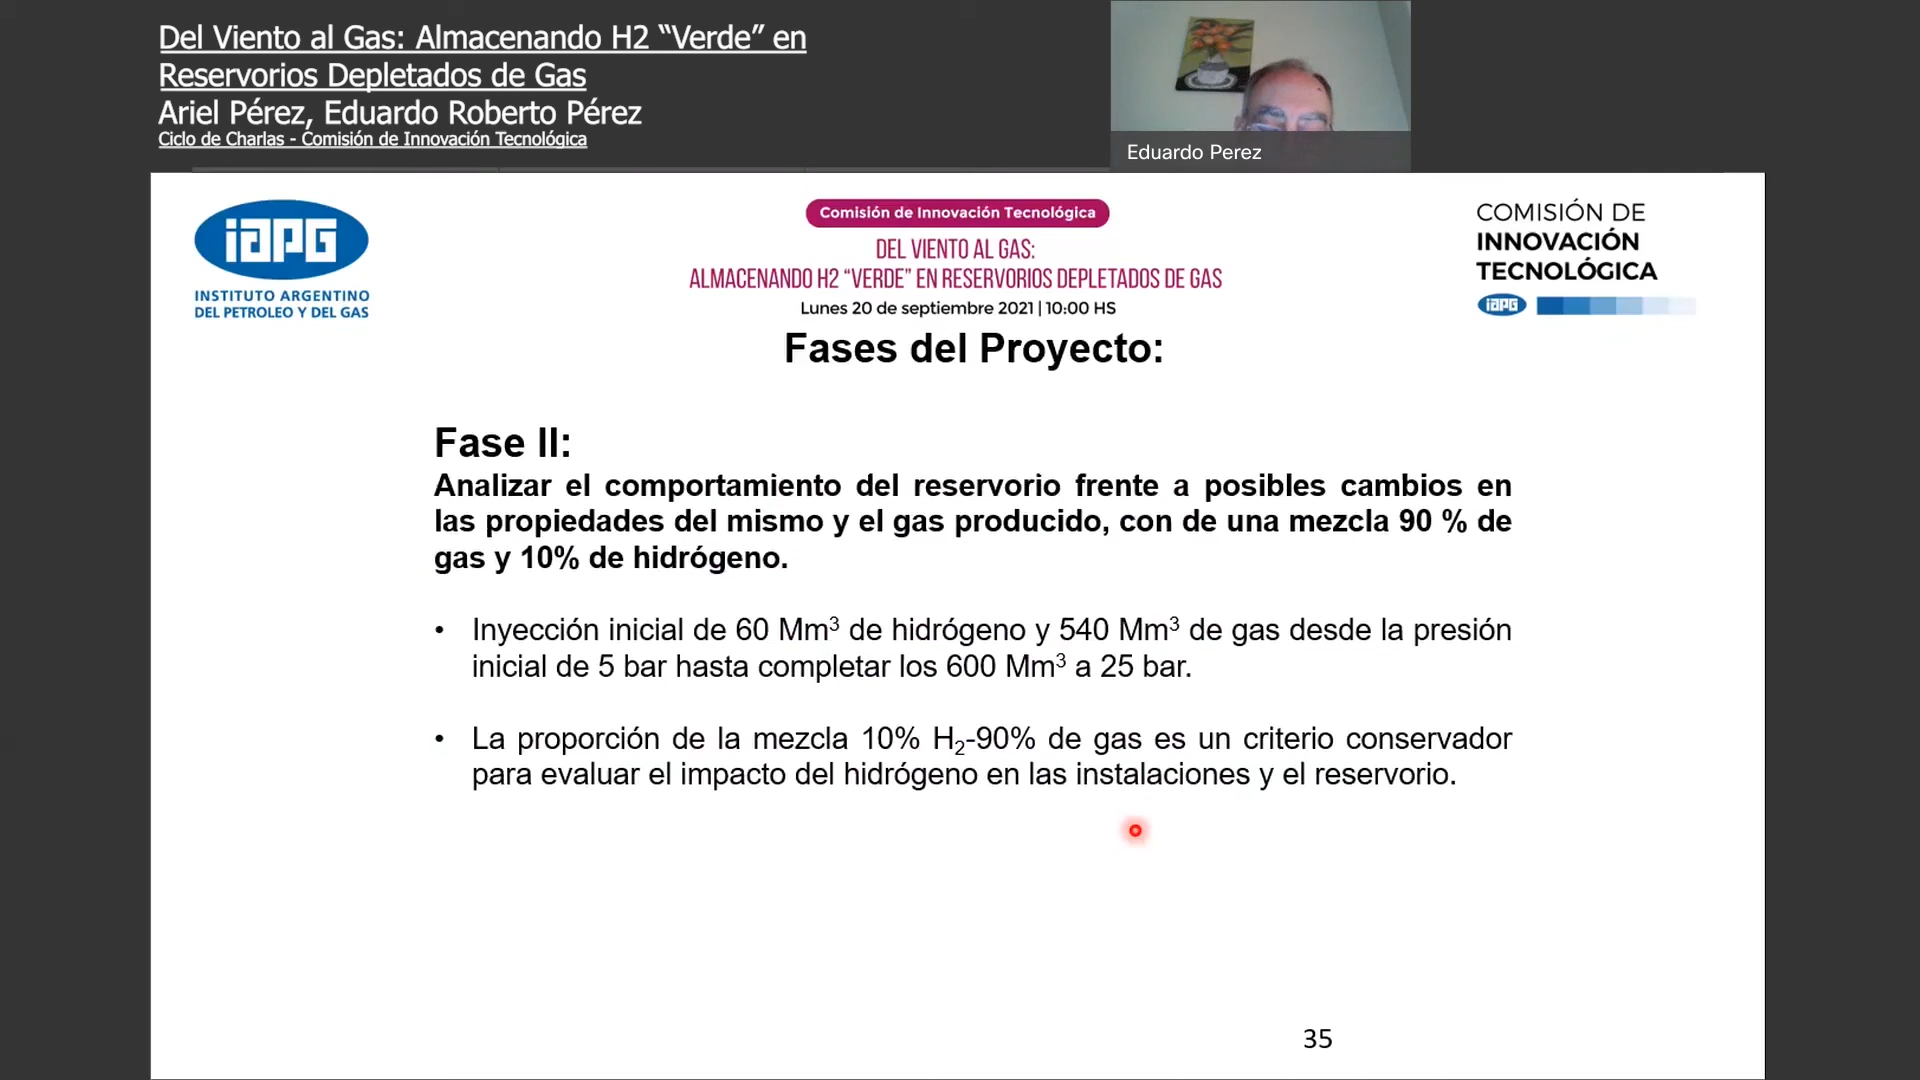 Del Viento al Gas: Almacenando H2 “Verde” en
Reservorios Depletados de Gas
Ariel Pérez, Eduardo Roberto Pérez
Ciclo de Charlas - Comisión de Innovación Tecnológica
Eduardo Perez
iapg
INSTITUTO ARGENTINO
DEL PETROLEO Y DEL GAS
Comisión de Innovación Tecnológica
DEL VIENTO AL GAS:
ALMACENANDO H2 “VERDE” EN RESERVORIOS DEPLETADOS DE GAS
Lunes 20 de septiembre 2021 | 10:00 HS
COMISIÓN DE
INNOVACIÓN
TECNOLÓGICA
iapg
Fases del Proyecto:
Fase II:
Analizar el comportamiento del reservorio frente a posibles cambios en
las propiedades del mismo y el gas producido, con de una mezcla 90 % de
gas y 10% de hidrógeno.
• Inyección inicial de 60 Mm³ de hidrógeno y 540 Mm³ de gas desde la presión
inicial de 5 bar hasta completar los 600 Mm³ a 25 bar.
• La proporción de la mezcla 10% H₂-90% de gas es un criterio conservador
para evaluar el impacto del hidrógeno en las instalaciones y el reservorio.
35